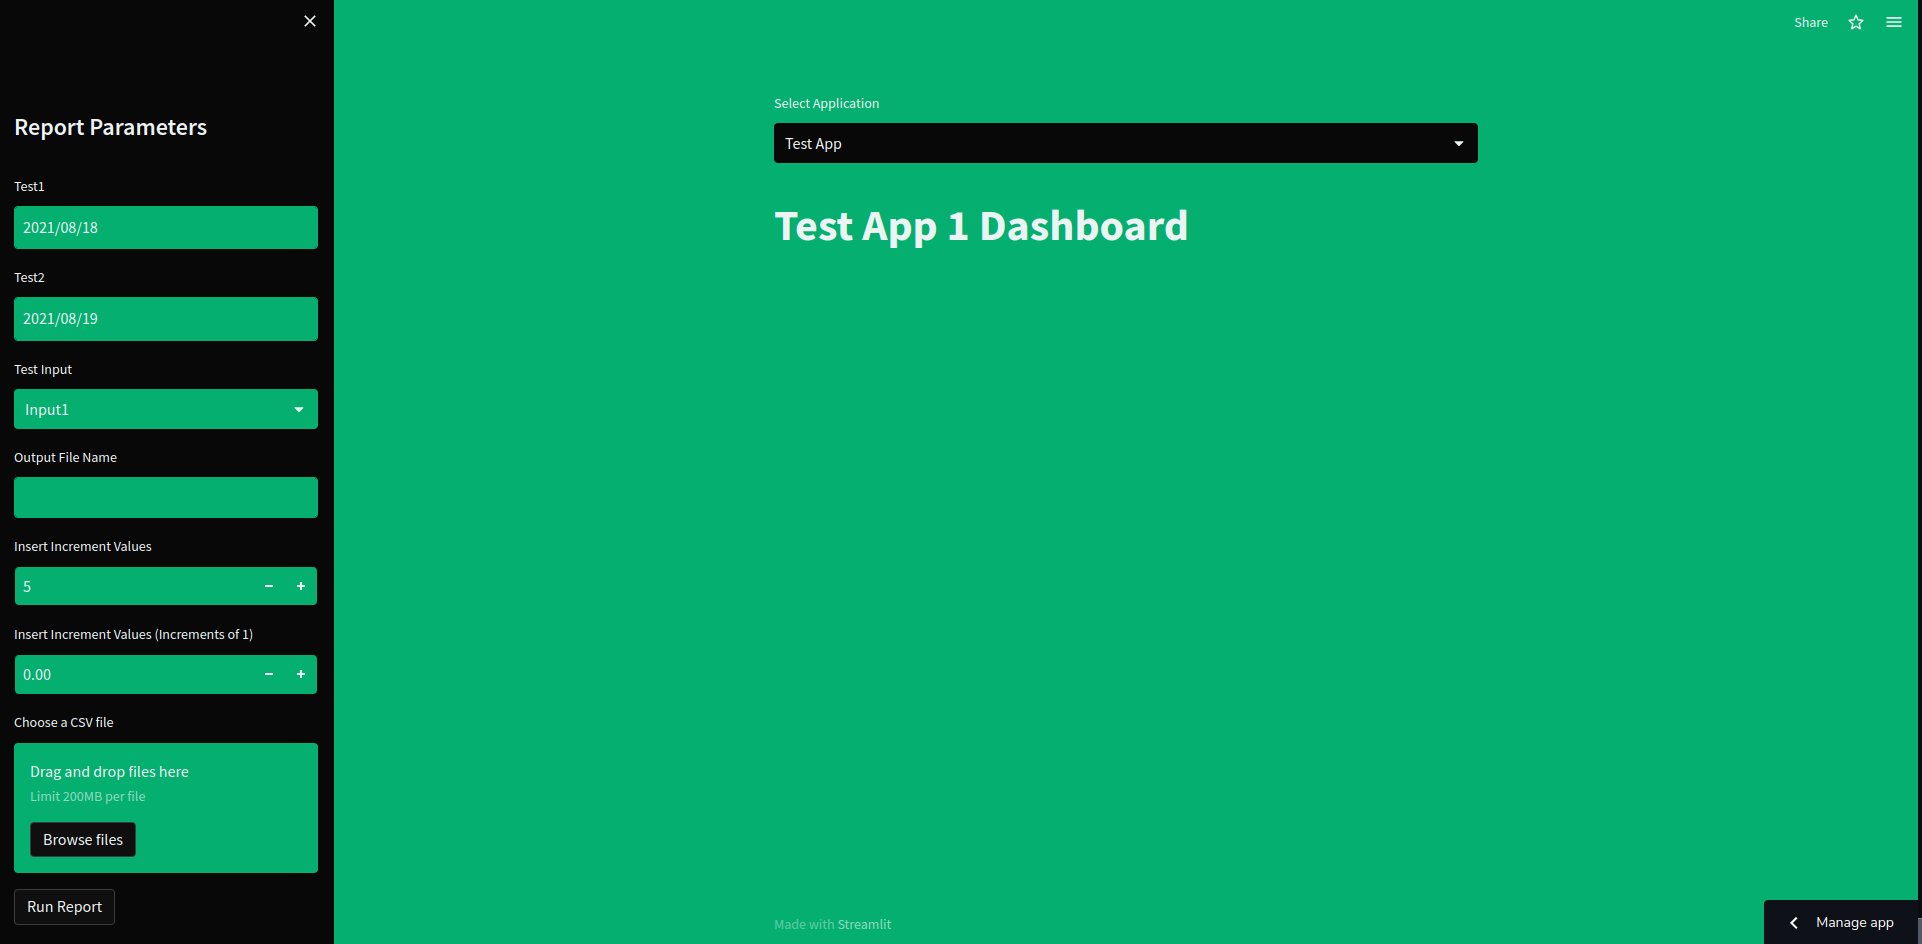 Report Parameters
Test1
2021/08/18
Test2
2021/08/19
Test Input
Input1
Output File Name
Insert Increment Values
5
Insert Increment Values (Increments of 1)
0.00
Choose a CSV file
Drag and drop files here
Limit 200MB per file
Browse files
Run Report
Share
Select Application
Test App
Test App 1 Dashboard
Made with Streamlit
Manage app